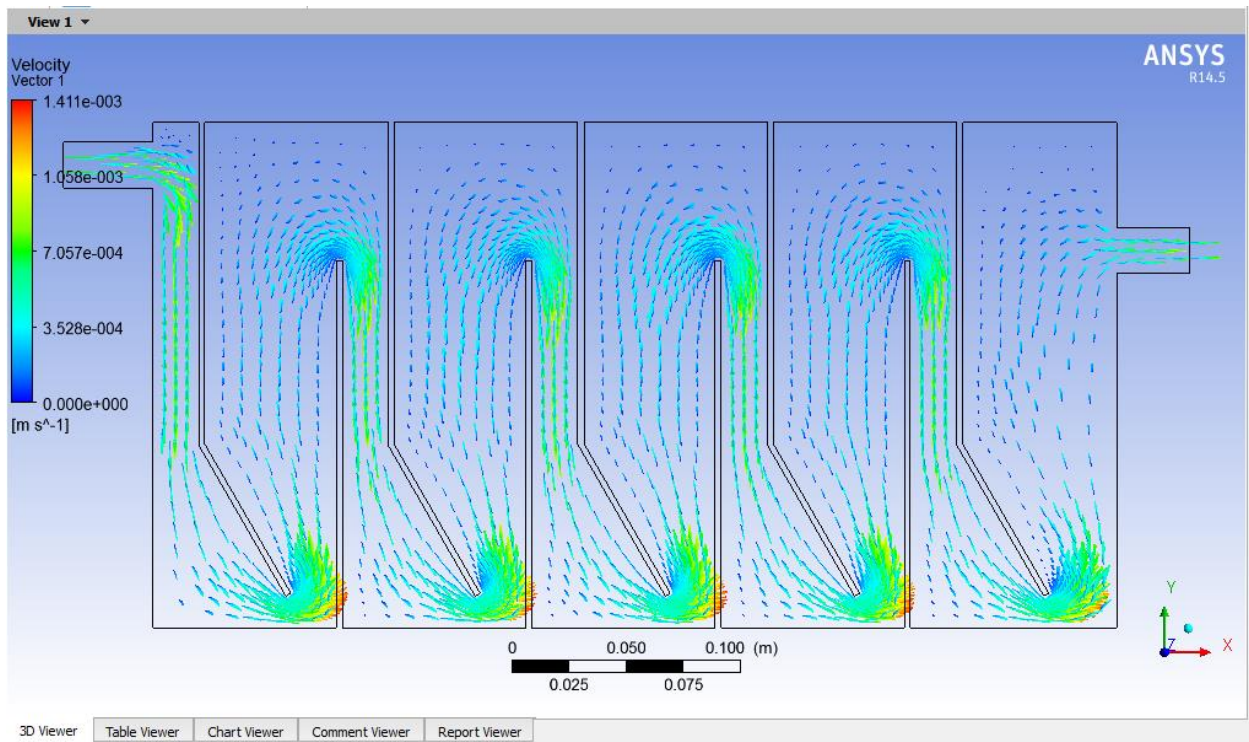 View 1
ANSYS
R14.5
Velocity
Vector 1
1.411e-003
1.058e-003
7.057e-004
3.528e-004
0.000e+000
[m s^-1]
Y
Z
X
0 0.050 0.100 (m)
0.025 0.075
3D Viewer Table Viewer Chart Viewer Comment Viewer Report Viewer